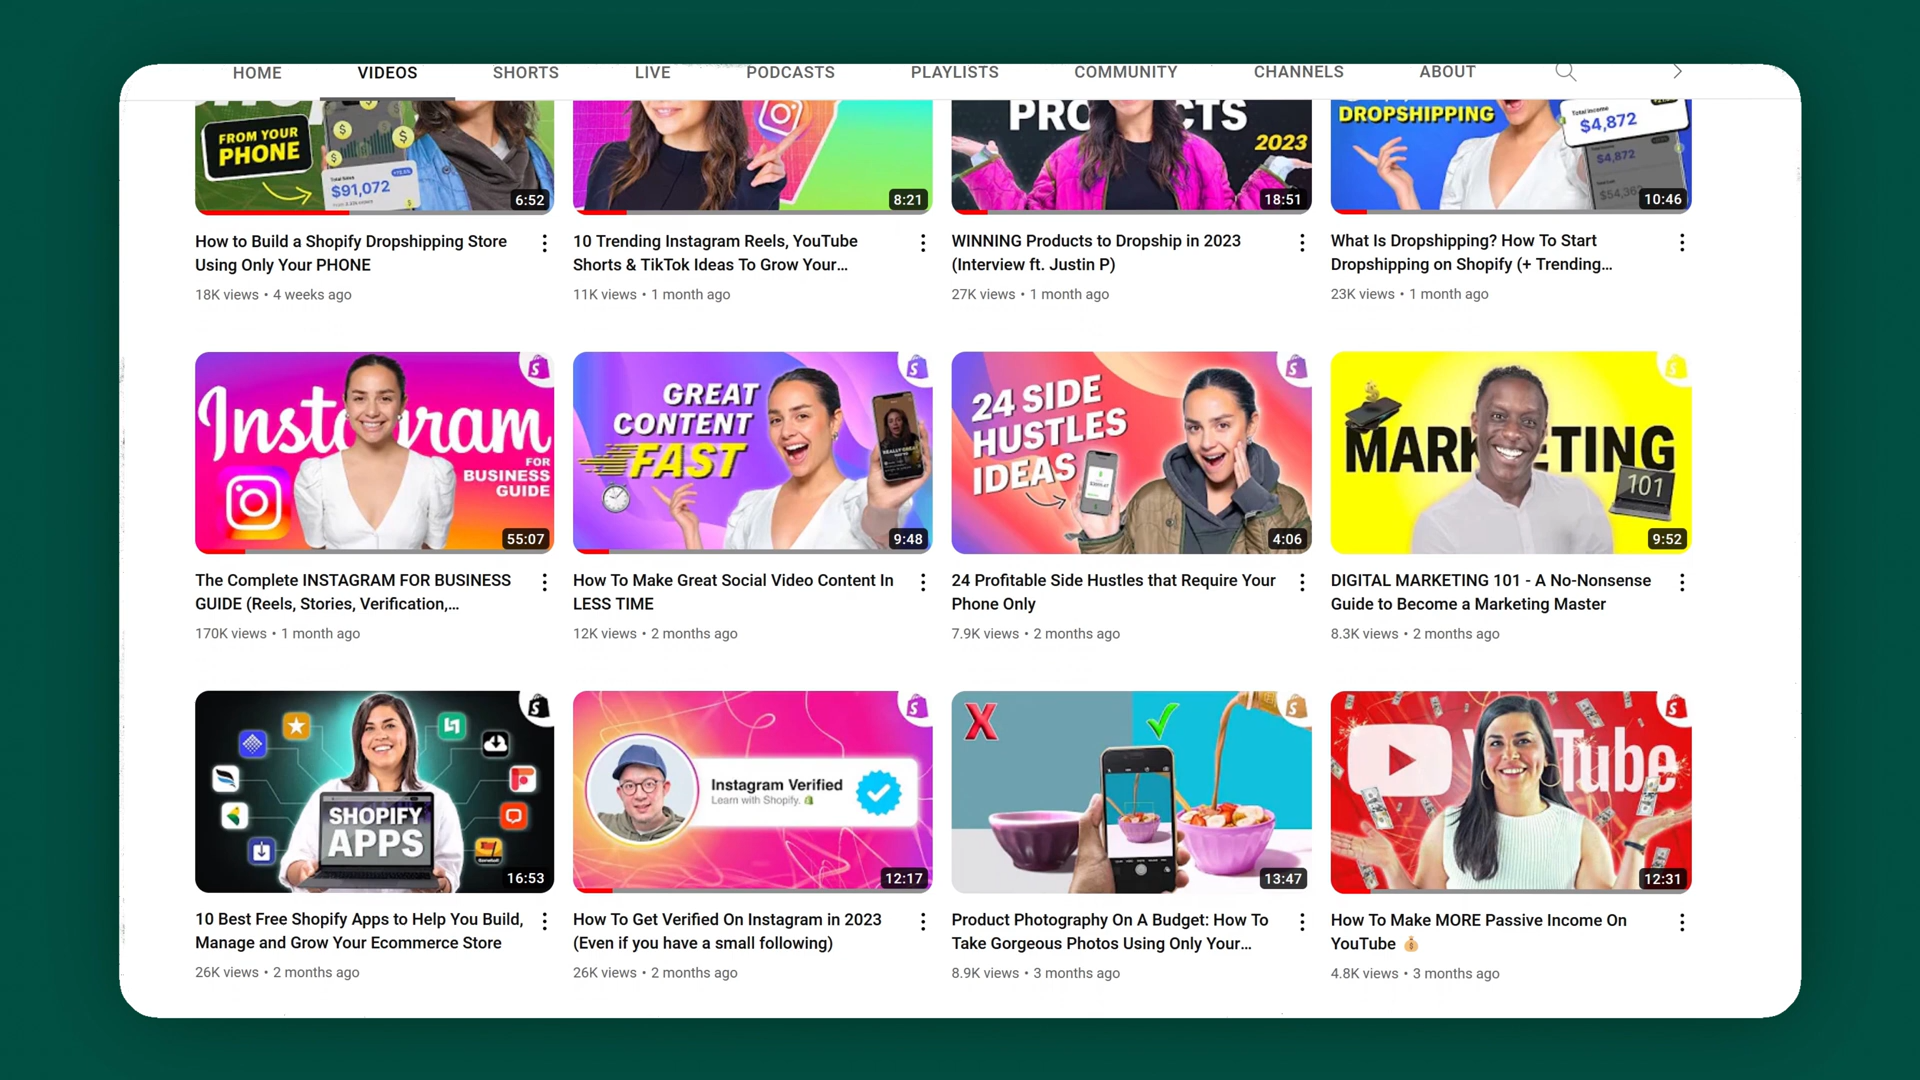 HOME VIDEOS SHORTS LIVE PODCASTS PLAYLISTS COMMUNITY CHANNELS ABOUT
FROM YOUR
PHONE
Total Sales
$91,072
6:52
8:21
PRO CTS
2023
18:51
DROPSHIPPING
Total Income
$4,872
$4,872
$54,362
10:46
How to Build a Shopify Dropshipping Store
Using Only Your PHONE
18K views • 4 weeks ago
10 Trending Instagram Reels, YouTube
Shorts & TikTok Ideas To Grow Your...
11K views • 1 month ago
WINNING Products to Dropship in 2023
(Interview ft. Justin P)
27K views • 1 month ago
What Is Dropshipping? How To Start
Dropshipping on Shopify (+ Trending...
23K views • 1 month ago
Instagram
FOR
BUSINESS
GUIDE
55:07
GREAT
CONTENT
FAST
9:48
24 SIDE
HUSTLES
IDEAS
4:06
MARKETING
101
9:52
The Complete INSTAGRAM FOR BUSINESS
GUIDE (Reels, Stories, Verification,...
170K views • 1 month ago
How To Make Great Social Video Content In
LESS TIME
12K views • 2 months ago
24 Profitable Side Hustles that Require Your
Phone Only
7.9K views • 2 months ago
DIGITAL MARKETING 101 - A No-Nonsense
Guide to Become a Marketing Master
8.3K views • 2 months ago
SHOPIFY
APPS
16:53
Instagram Verified
Learn with Shopify.
12:17
X
13:47
YouTube
12:31
10 Best Free Shopify Apps to Help You Build,
Manage and Grow Your Ecommerce Store
26K views • 2 months ago
How To Get Verified On Instagram in 2023
(Even if you have a small following)
26K views • 2 months ago
Product Photography On A Budget: How To
Take Gorgeous Photos Using Only Your...
8.9K views • 3 months ago
How To Make MORE Passive Income On
YouTube 💰
4.8K views • 3 months ago